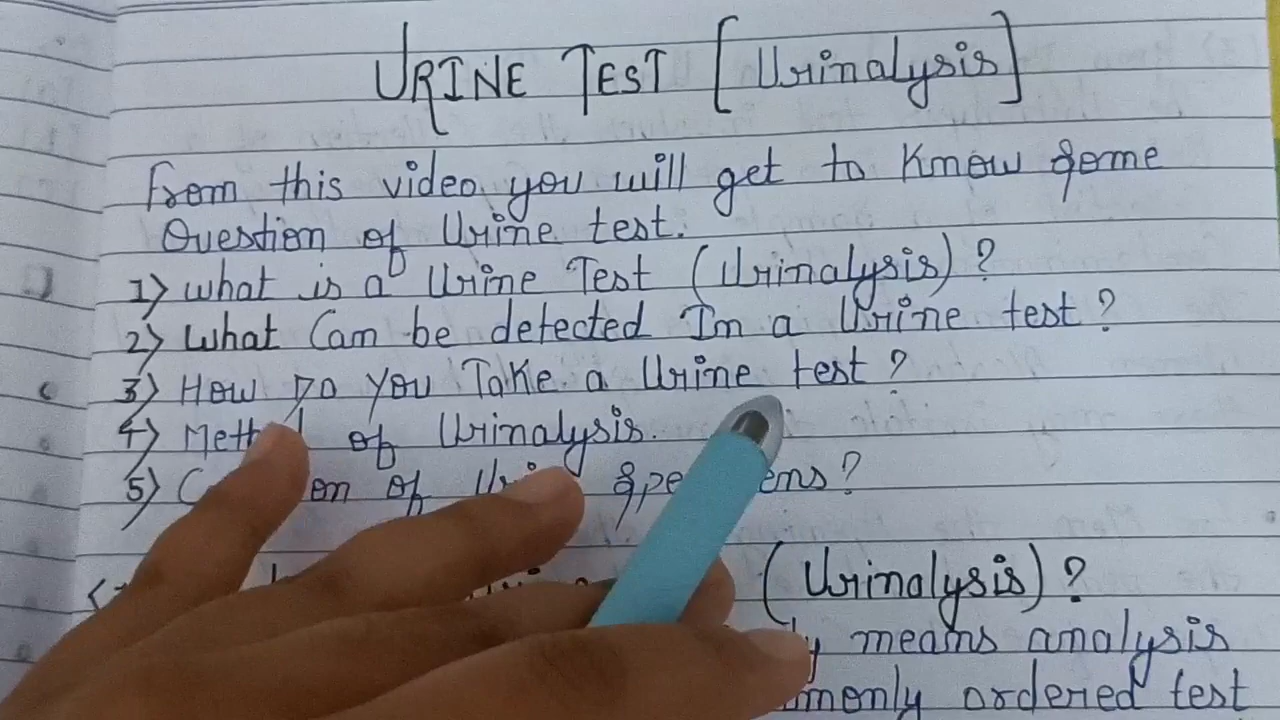 URINE TEST [Urinalysis]
From this video you will get to Know Some
Question of Urine test.
1) What is a Urine Test (Urinalysis)?
2) What Can be detected In a Urine test?
3) How Do You Take a Urine test?
4) of Urinalysis.
5) of
(Urinalysis)?
means analysis
ordered test